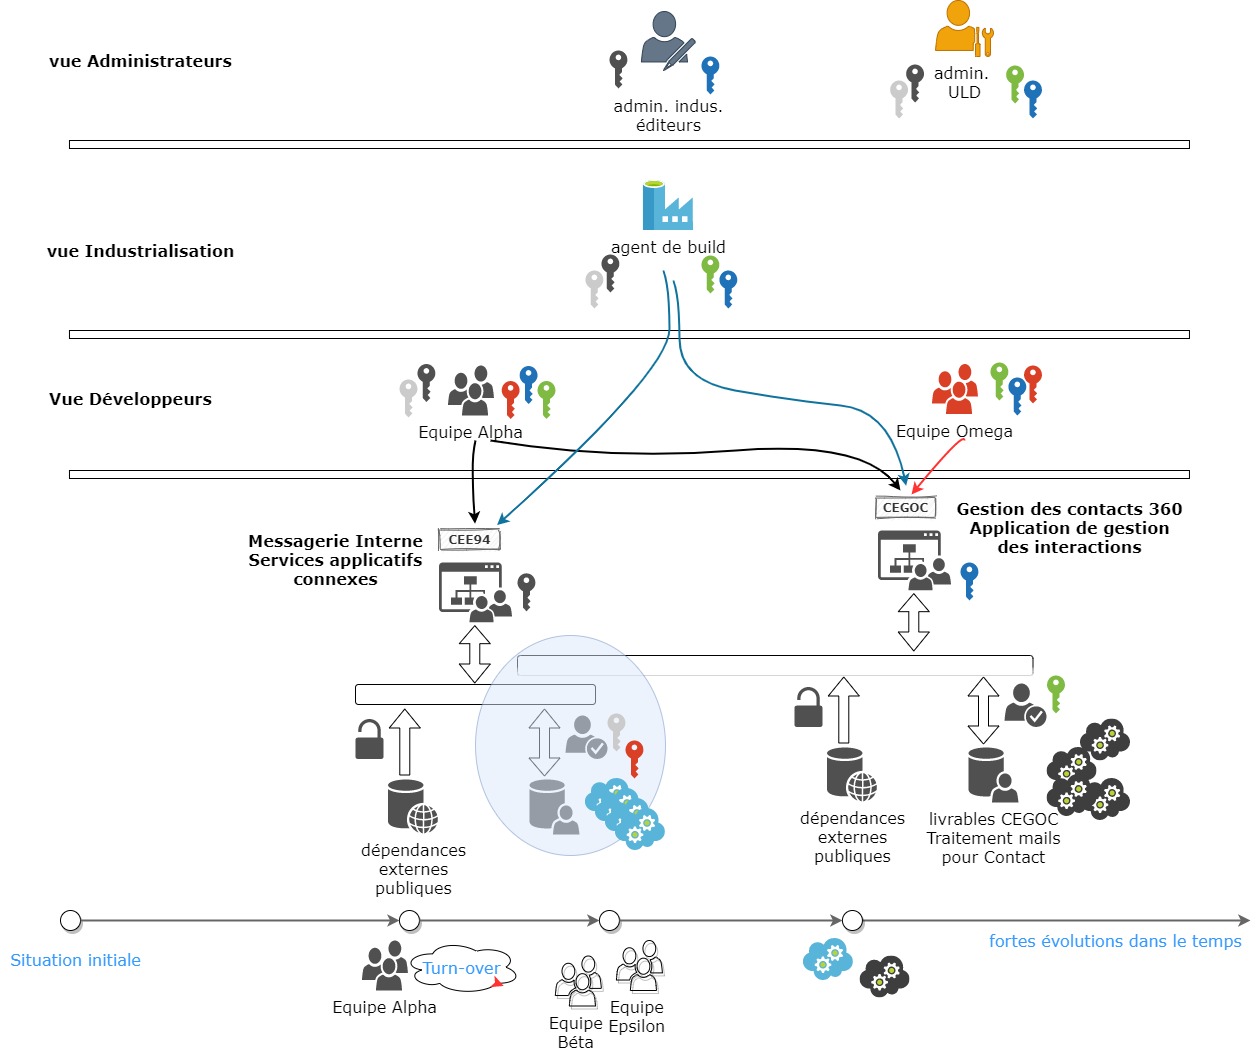 vue Administrateurs
admin. indus.
éditeurs
admin.
ULD
vue Industrialisation
agent de build
Vue Développeurs
Equipe Alpha
Equipe Omega
CEE94
Messagerie Interne
Services applicatifs
connexes
CEGOC
Gestion des contacts 360
Application de gestion
des interactions
dépendances
externes
publiques
dépendances
externes
publiques
livrables CEGOC
Traitement mails
pour Contact
Situation initiale
fortes évolutions dans le temps
Turn-over
Equipe Alpha
Equipe
Béta
Equipe
Epsilon